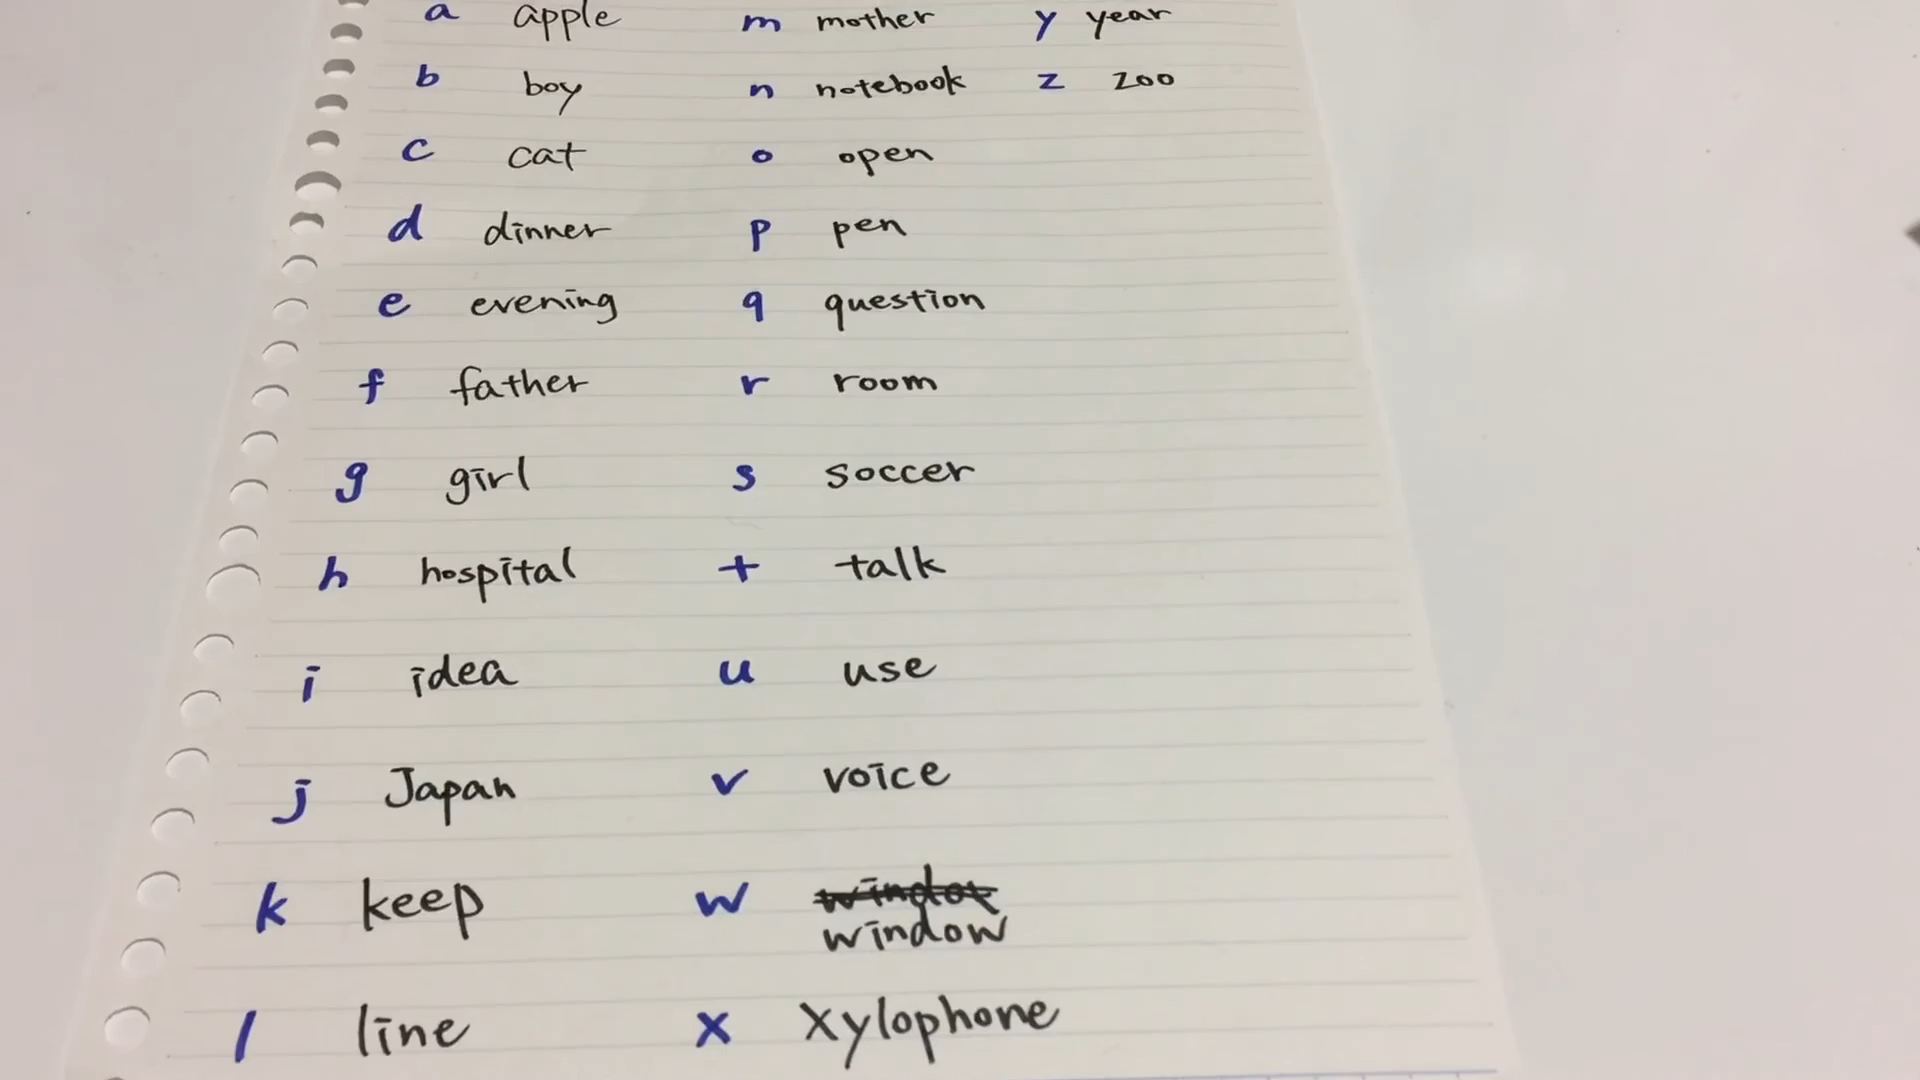 a apple
b boy
c cat
d dinner
e evening
f father
g girl
h hospital
i idea
j Japan
k keep
l line
m mother
n notebook
o open
p pen
q question
r room
s soccer
t talk
u use
v voice
w
window
x xylophone
y year
z zoo